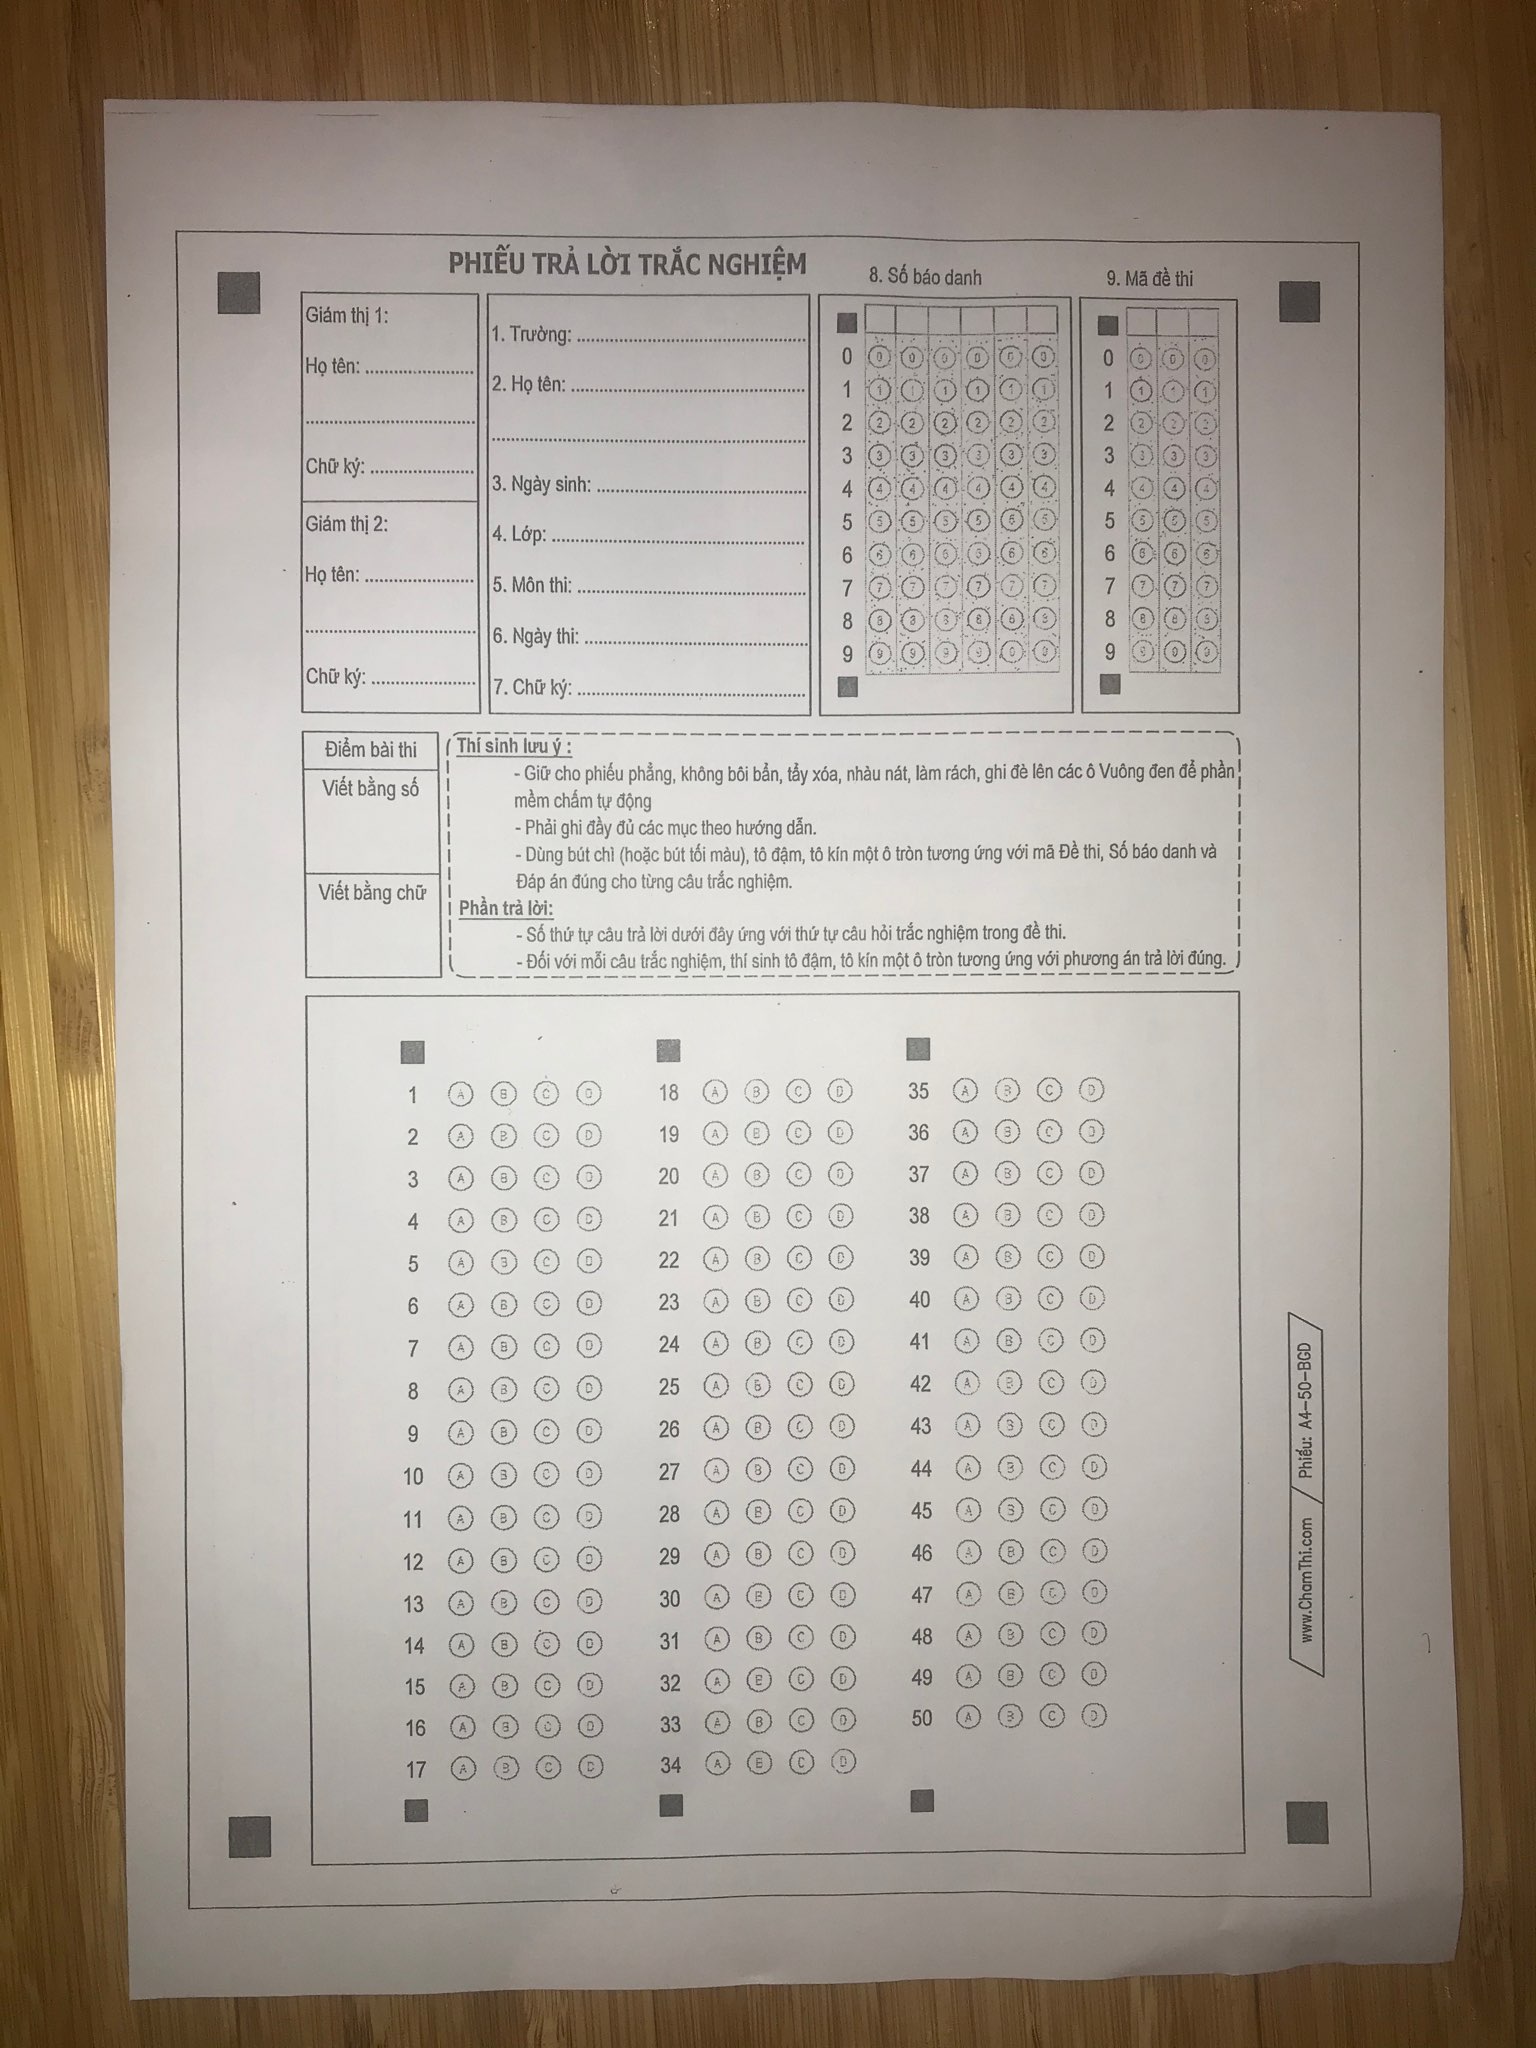 PHIẾU TRẢ LỜI TRẮC NGHIỆM
8. Số báo danh
9. Mã đề thi
Giám thị 1:
Họ tên: ....................
....................
Chữ ký: ....................
Giám thị 2:
Họ tên: ....................
....................
Chữ ký: ....................
1. Trường: ....................
2. Họ tên: ....................
....................
3. Ngày sinh: ....................
4. Lớp: ....................
5. Môn thi: ....................
6. Ngày thi: ....................
7. Chữ ký: ....................
0 0 0 0 0 0 0
1 1 1 1 1 1 1
2 2 2 2 2 2 2
3 3 3 3 3 3 3
4 4 4 4 4 4 4
5 5 5 5 5 5 5
6 6 6 6 6 6 6
7 7 7 7 7 7 7
8 8 8 8 8 8 8
9 9 9 9 9 9 9
0 0 0 0
1 1 1 1
2 2 2 2
3 3 3 3
4 4 4 4
5 5 5 5
6 6 6 6
7 7 7 7
8 8 8 8
9 9 9 9
Điểm bài thi
Viết bằng số
Viết bằng chữ
Thí sinh lưu ý :
- Giữ cho phiếu phẳng, không bôi bẩn, tẩy xóa, nhàu nát, làm rách, ghi đè lên các ô Vuông đen để phần
mềm chấm tự động
- Phải ghi đầy đủ các mục theo hướng dẫn.
- Dùng bút chì (hoặc bút tối màu), tô đậm, tô kín một ô tròn tương ứng với mã Đề thi, Số báo danh và
Đáp án đúng cho từng câu trắc nghiệm.
Phần trả lời:
- Số thứ tự câu trả lời dưới đây ứng với thứ tự câu hỏi trắc nghiệm trong đề thi.
- Đối với mỗi câu trắc nghiệm, thí sinh tô đậm, tô kín một ô tròn tương ứng với phương án trả lời đúng.
1 A B C D
2 A B C D
3 A B C D
4 A B C D
5 A B C D
6 A B C D
7 A B C D
8 A B C D
9 A B C D
10 A B C D
11 A B C D
12 A B C D
13 A B C D
14 A B C D
15 A B C D
16 A B C D
17 A B C D
18 A B C D
19 A B C D
20 A B C D
21 A B C D
22 A B C D
23 A B C D
24 A B C D
25 A B C D
26 A B C D
27 A B C D
28 A B C D
29 A B C D
30 A B C D
31 A B C D
32 A B C D
33 A B C D
34 A B C D
35 A B C D
36 A B C D
37 A B C D
38 A B C D
39 A B C D
40 A B C D
41 A B C D
42 A B C D
43 A B C D
44 A B C D
45 A B C D
46 A B C D
47 A B C D
48 A B C D
49 A B C D
50 A B C D
www.ChamThi.com / Phiếu: A4-50-BGD